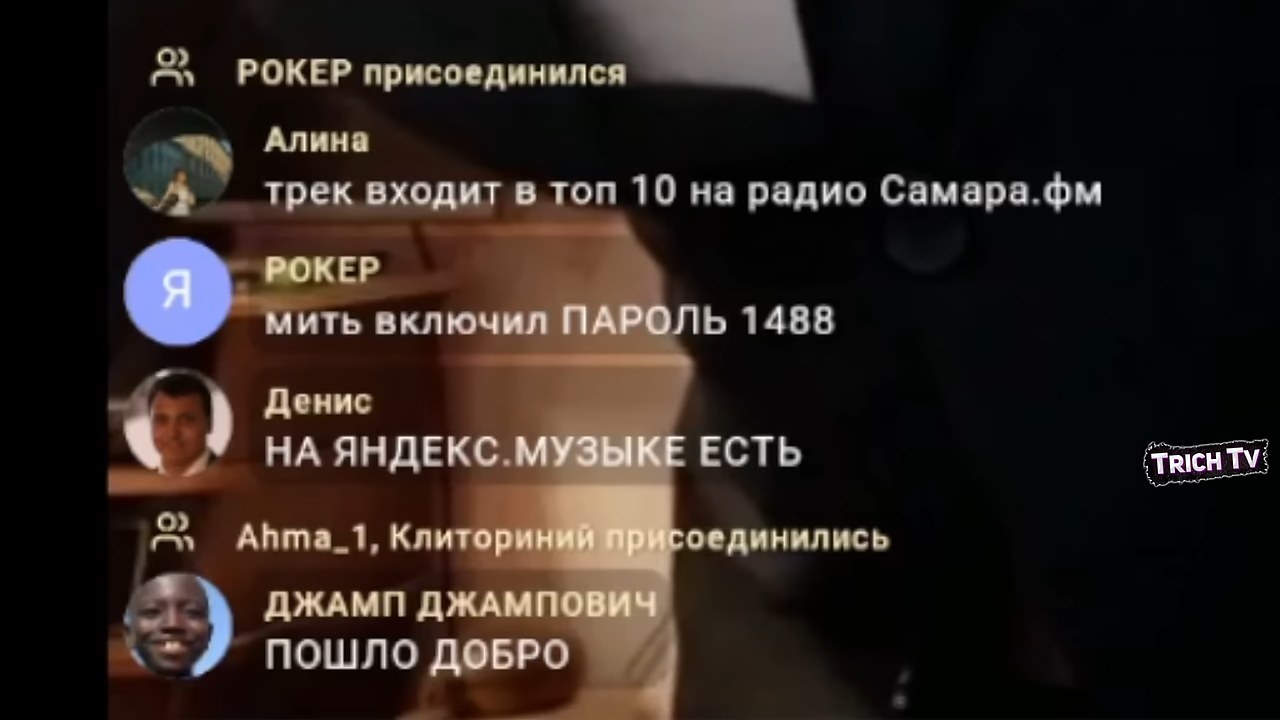 РОКЕР присоединился
Алина
трек входит в топ 10 на радио Самара.фм
Я
РОКЕР
мить включил ПАРОЛЬ 1488
Денис
НА ЯНДЕКС.МУЗЫКЕ ЕСТЬ
TRICH TV
Ahma_1, Клиториний присоединились
ДЖАМП ДЖАМПОВИЧ
ПОШЛО ДОБРО